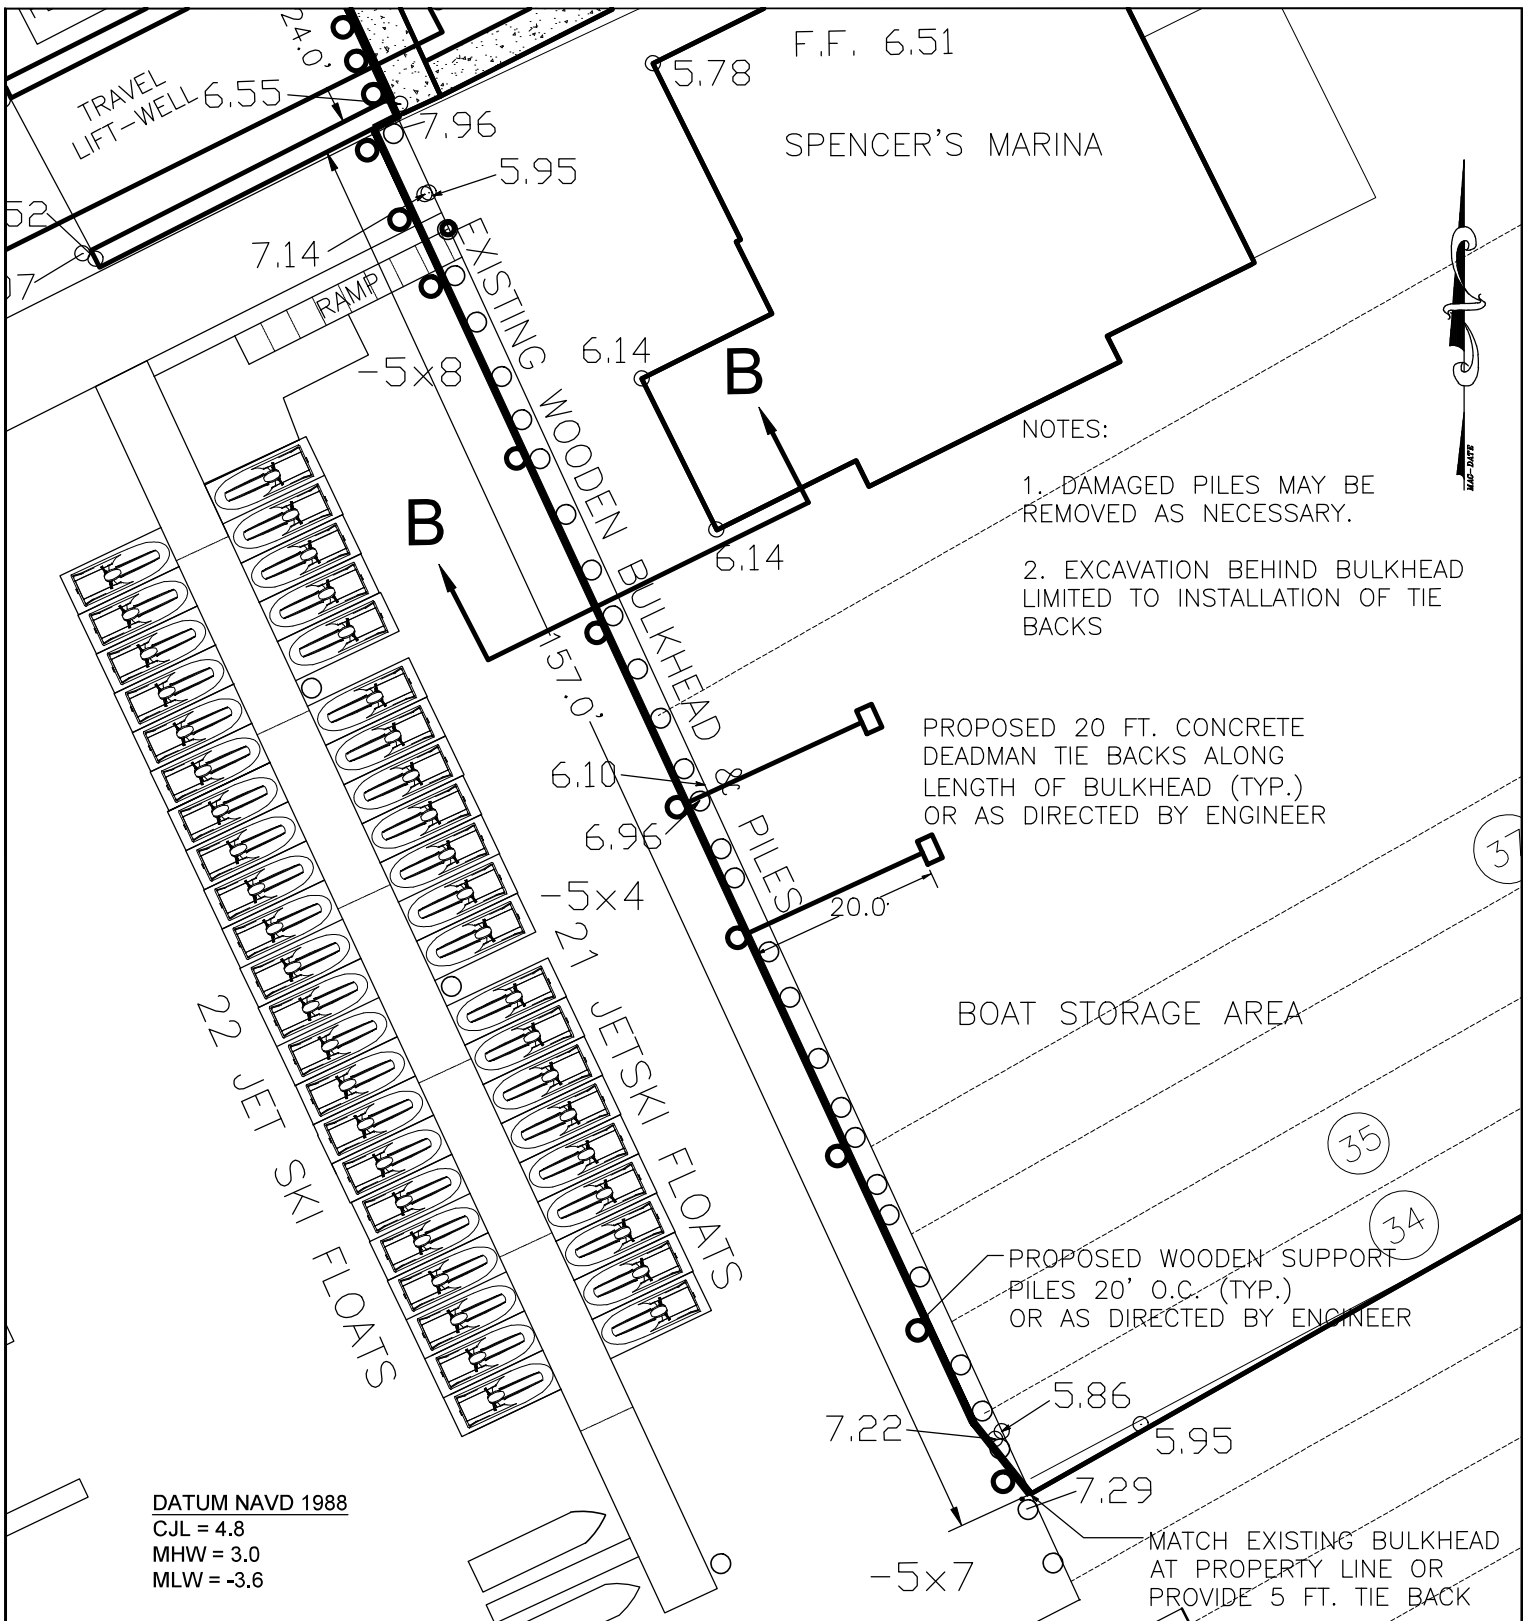 24.0'
F.F. 6.51
5.78
TRAVEL
LIFT-WELL
6.55
7.96
SPENCER'S MARINA
5.95
52
7.14
07
RAMP
EXISTING WOODEN BULKHEAD & PILES
6.14
-5x8
B
NOTES:
1. DAMAGED PILES MAY BE
REMOVED AS NECESSARY.
MAG-DATE
B
6.14
2. EXCAVATION BEHIND BULKHEAD
LIMITED TO INSTALLATION OF TIE
BACKS
157.0'
PROPOSED 20 FT. CONCRETE
DEADMAN TIE BACKS ALONG
LENGTH OF BULKHEAD (TYP.)
OR AS DIRECTED BY ENGINEER
6.10
6.96
37
-5x4
20.0'
BOAT STORAGE AREA
22 JET SKI FLOATS
21 JETSKI FLOATS
35
34
PROPOSED WOODEN SUPPORT
PILES 20' O.C. (TYP.)
OR AS DIRECTED BY ENGINEER
5.86
7.22
5.95
7.29
DATUM NAVD 1988
CJL = 4.8
MHW = 3.0
MLW = -3.6
-5x7
MATCH EXISTING BULKHEAD
AT PROPERTY LINE OR
PROVIDE 5 FT. TIE BACK